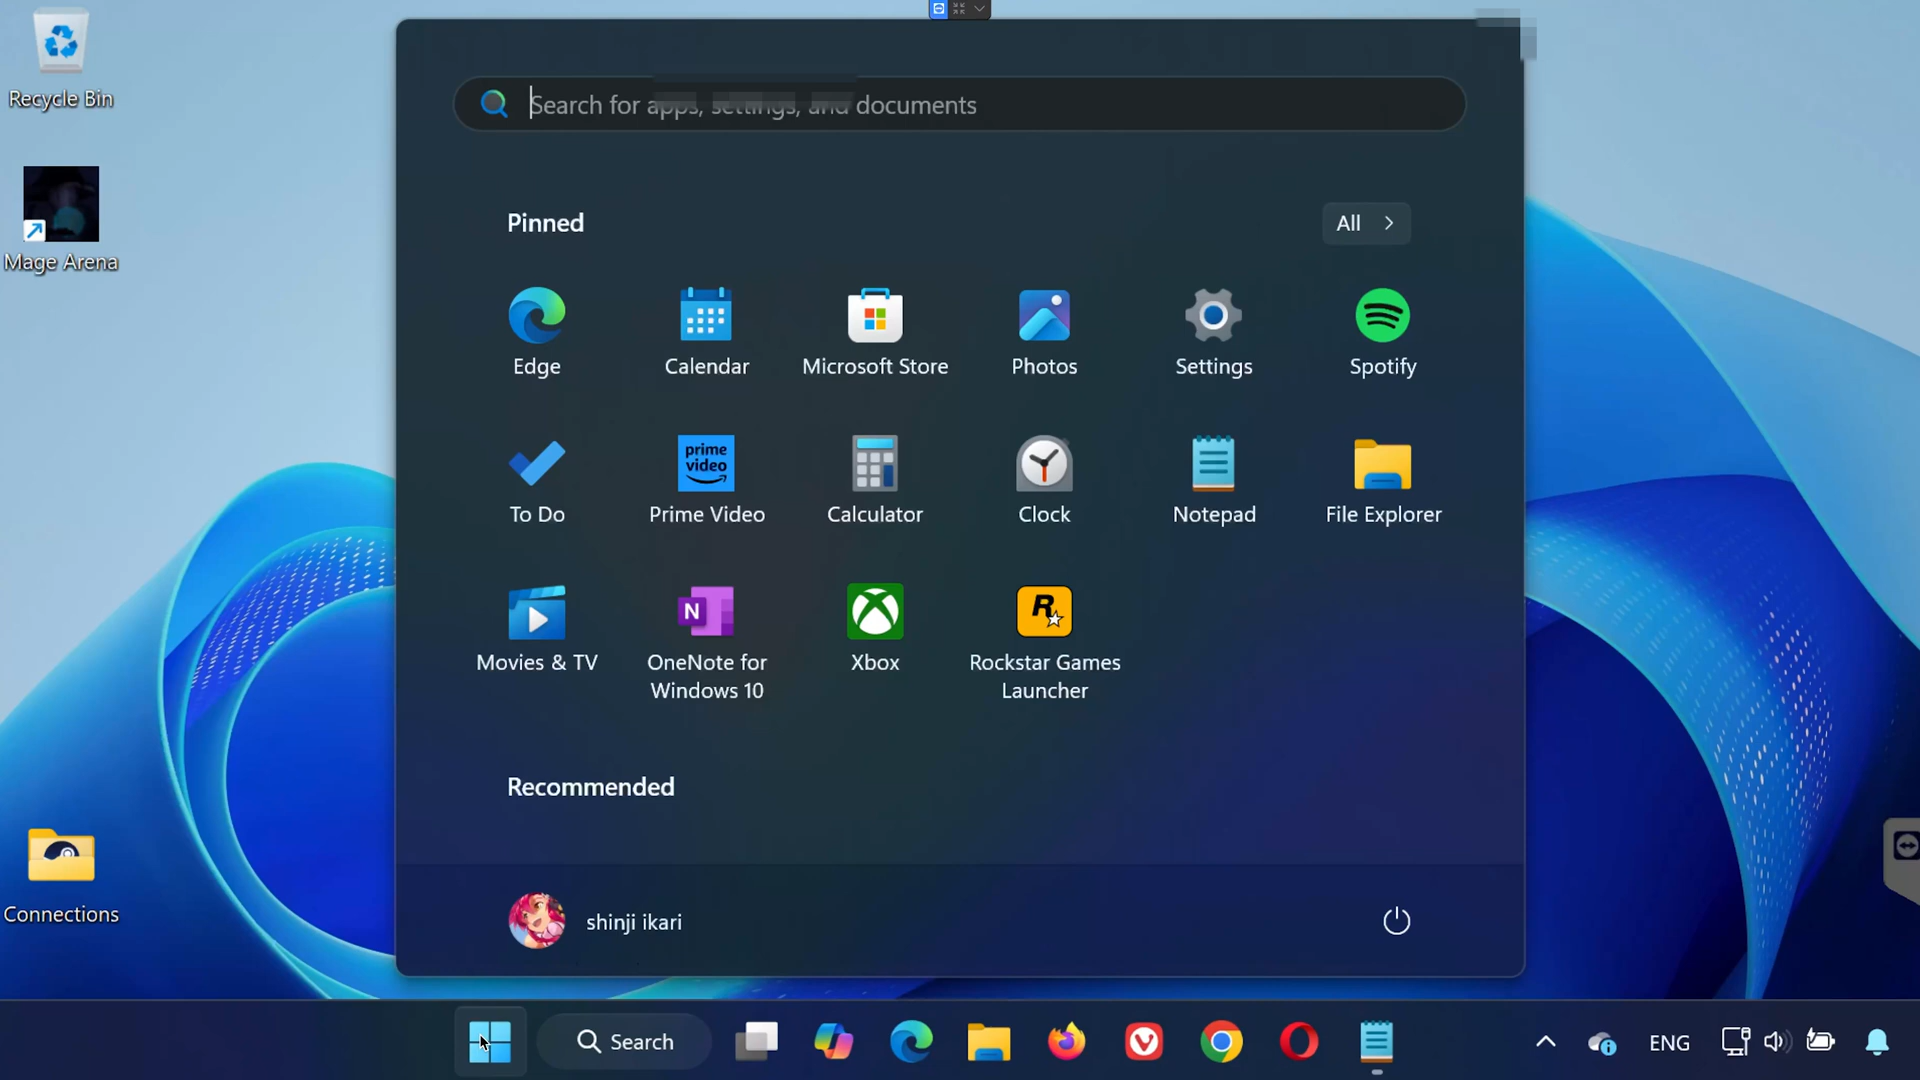 Recycle Bin
Mage Arena
Connections
Search for apps, settings, and documents
Pinned
All
Edge
Calendar
Microsoft Store
Photos
Settings
Spotify
To Do
prime
video
Prime Video
Calculator
Clock
Notepad
File Explorer
Movies & TV
N
OneNote for
Windows 10
Xbox
R
Rockstar Games
Launcher
Recommended
shinji ikari
Search
ENG